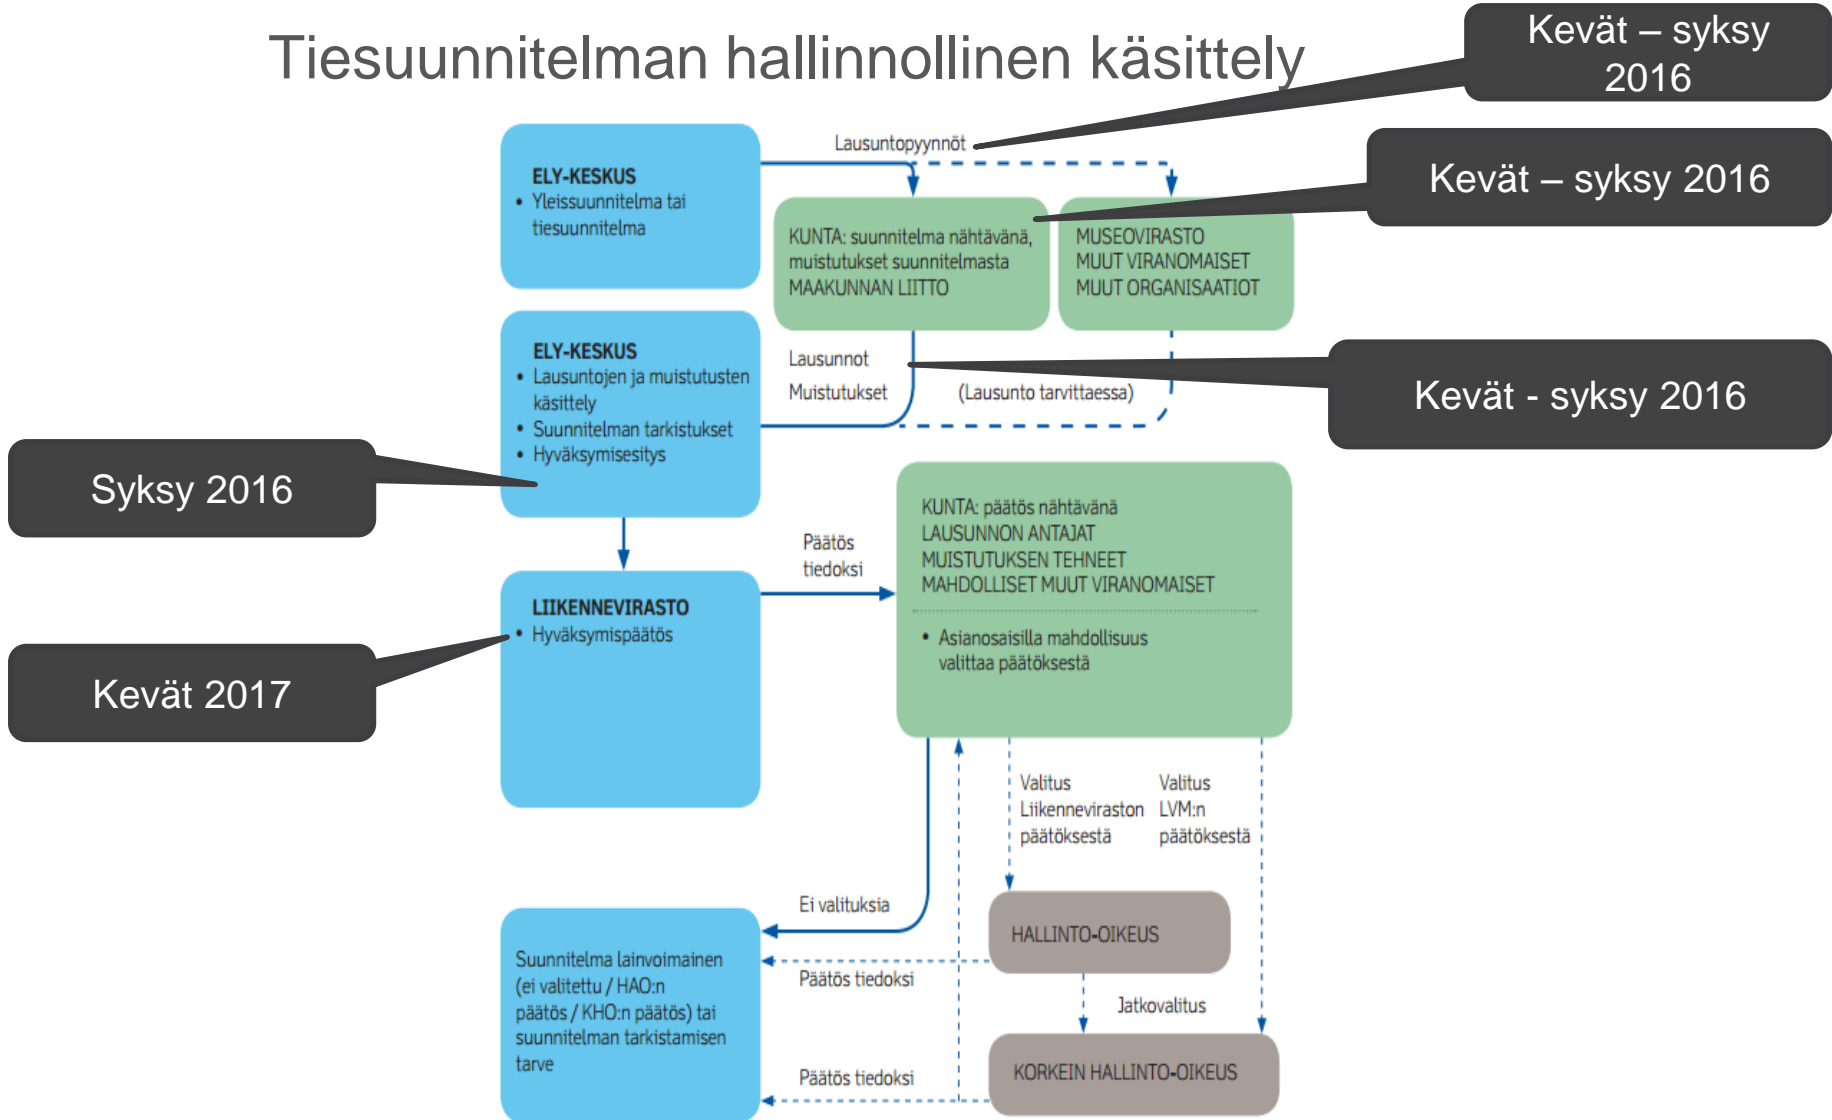 Tiesuunnitelman hallinnollinen käsittely
Kevät – syksy
2016
Lausuntopyynnöt
Kevät – syksy 2016
ELY-KESKUS
• Yleissuunnitelma tai
tiesuunnitelma
KUNTA: suunnitelma nähtävänä,
muistutukset suunnitelmasta
MAAKUNNAN LIITTO
MUSEOVIRASTO
MUUT VIRANOMAISET
MUUT ORGANISAATIOT
ELY-KESKUS
• Lausuntojen ja muistutusten
käsittely
• Suunnitelman tarkistukset
• Hyväksymisesitys
Lausunnot
Muistutukset
(Lausunto tarvittaessa)
Kevät - syksy 2016
Syksy 2016
KUNTA: päätös nähtävänä
LAUSUNNON ANTAJAT
MUISTUTUKSEN TEHNEET
MAHDOLLISET MUUT VIRANOMAISET
• Asianosaisilla mahdollisuus
valittaa päätöksestä
Päätös
tiedoksi
LIIKENNEVIRASTO
• Hyväksymispäätös
Kevät 2017
Valitus
Liikenneviraston
päätöksestä
Valitus
LVM:n
päätöksestä
Ei valituksia
HALLINTO-OIKEUS
Suunnitelma lainvoimainen
(ei valitettu / HAO:n
päätös / KHO:n päätös) tai
suunnitelman tarkistamisen
tarve
Päätös tiedoksi
Jatkovalitus
KORKEIN HALLINTO-OIKEUS
Päätös tiedoksi